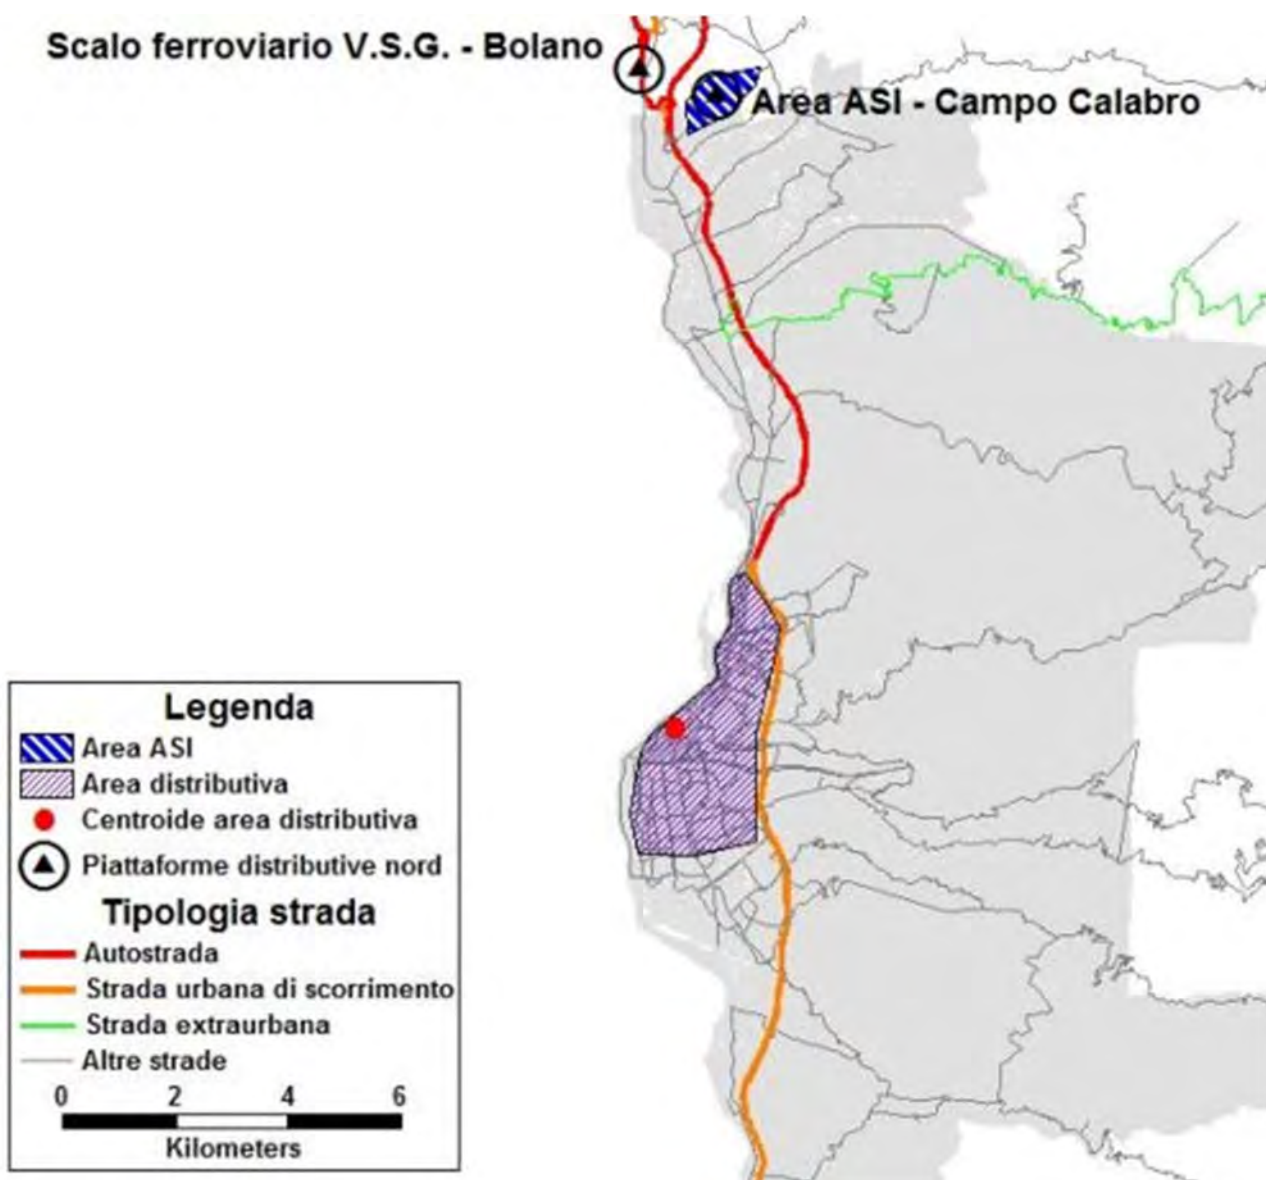 Scalo ferroviario V.S.G. - Bolano
Area ASI - Campo Calabro
Legenda
Area ASI
Area distributiva
Centroide area distributiva
Piattaforme distributive nord
Tipologia strada
Autostrada
Strada urbana di scorrimento
Strada extraurbana
Altre strade
0 2 4 6
Kilometers